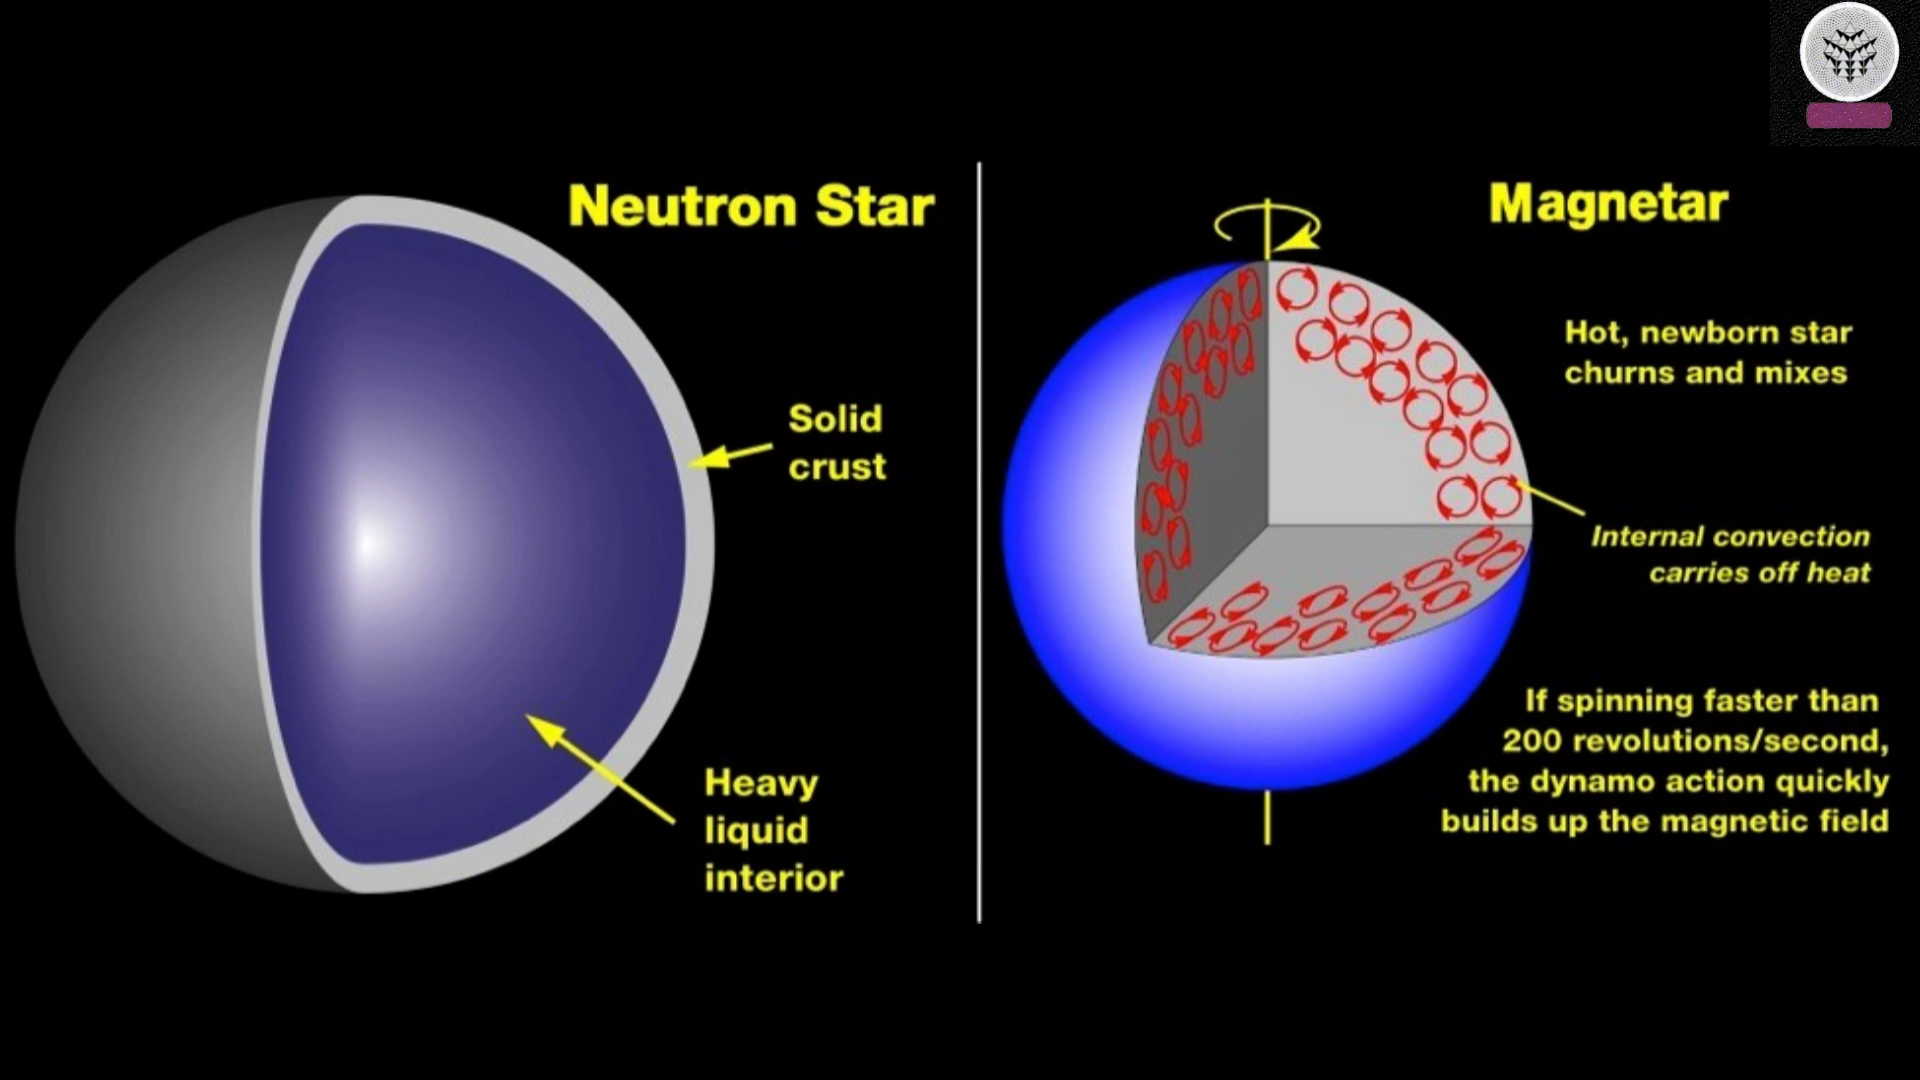 Neutron Star
Solid
crust
Heavy
liquid
interior
Magnetar
Hot, newborn star
churns and mixes
Internal convection
carries off heat
If spinning faster than
200 revolutions/second,
the dynamo action quickly
builds up the magnetic field